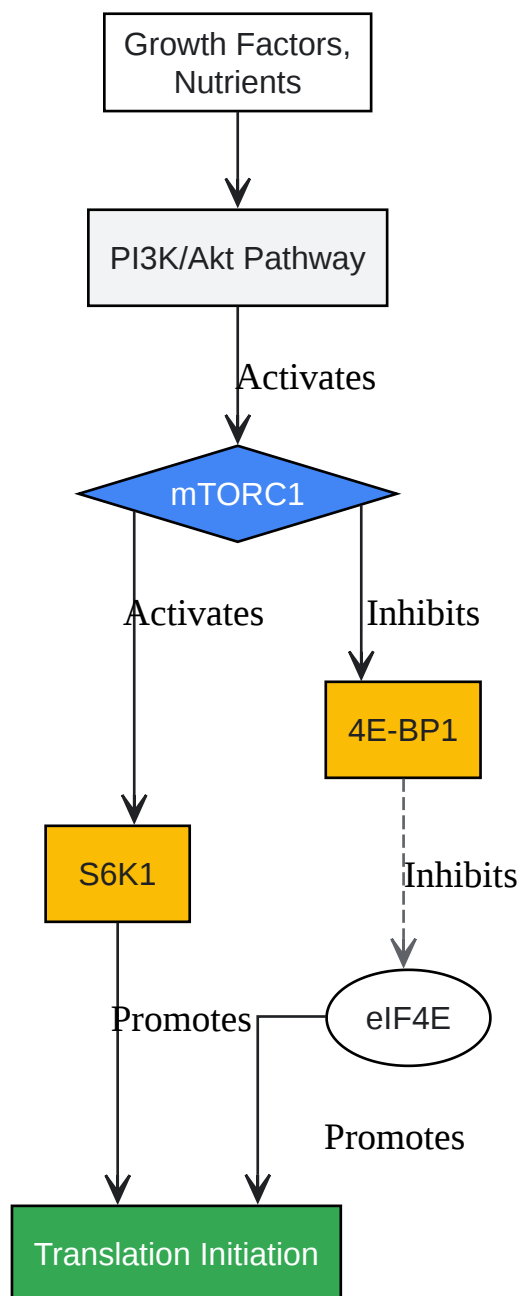 Growth Factors,
Nutrients
PI3K/Akt Pathway
Activates
mTORC1
Activates
Inhibits
4E-BP1
S6K1
Inhibits
Promotes
eIF4E
Promotes
Translation Initiation